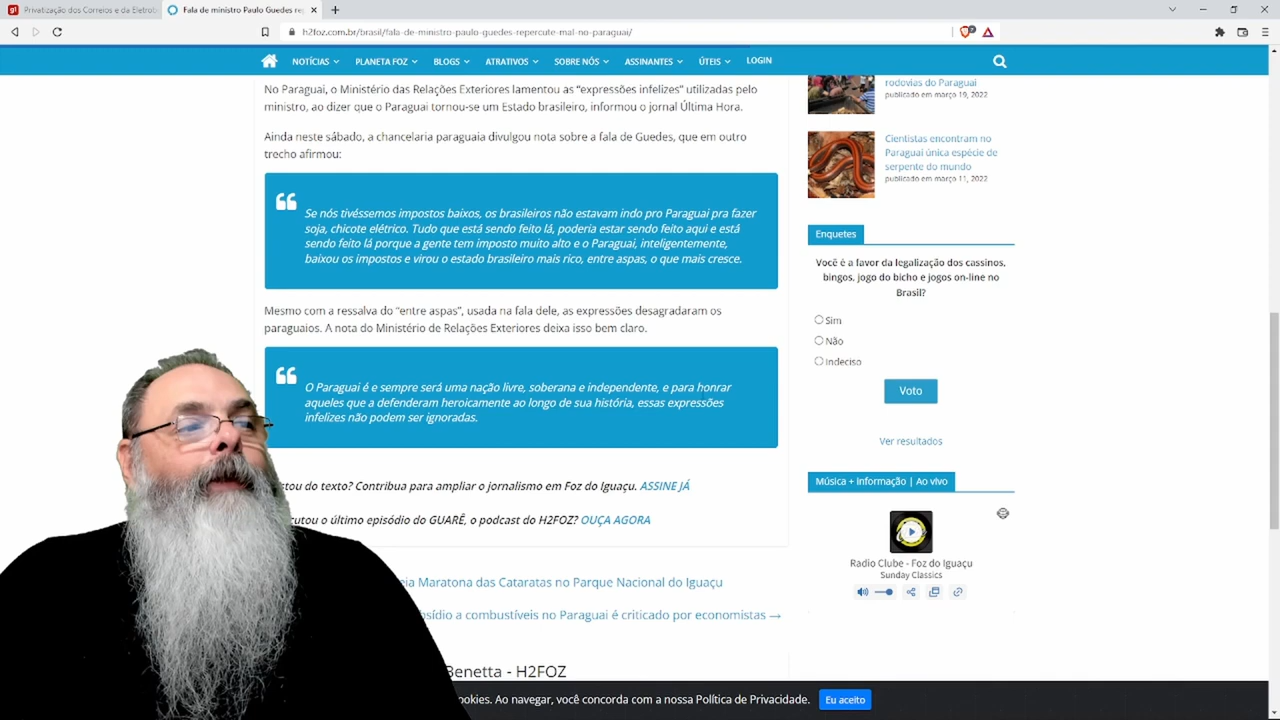 Privatização dos Correios e da Eletrob
Fala de ministro Paulo Guedes rep
h2foz.com.br/brasil/fala-de-ministro-paulo-guedes-repercute-mal-no-paraguai/
NOTÍCIAS PLANETA FOZ BLOGS ATRATIVOS SOBRE NÓS ASSINANTES ÚTEIS LOGIN
No Paraguai, o Ministério das Relações Exteriores lamentou as “expressões infelizes” utilizadas pelo
ministro, ao dizer que o Paraguai tornou-se um Estado brasileiro, informou o jornal Última Hora.
Ainda neste sábado, a chancelaria paraguaia divulgou nota sobre a fala de Guedes, que em outro
trecho afirmou:
Se nós tivéssemos impostos baixos, os brasileiros não estavam indo pro Paraguai pra fazer
soja, chicote elétrico. Tudo que está sendo feito lá, poderia estar sendo feito aqui e está
sendo feito lá porque a gente tem imposto muito alto e o Paraguai, inteligentemente,
baixou os impostos e virou o estado brasileiro mais rico, entre aspas, o que mais cresce.
Mesmo com a ressalva do “entre aspas”, usada na fala dele, as expressões desagradaram os
paraguaios. A nota do Ministério de Relações Exteriores deixa isso bem claro.
O Paraguai é e sempre será uma nação livre, soberana e independente, e para honrar
aqueles que a defenderam heroicamente ao longo de sua história, essas expressões
infelizes não podem ser ignoradas.
do texto? Contribua para ampliar o jornalismo em Foz do Iguaçu. ASSINE JÁ
o último episódio do GUARÊ, o podcast do H2FOZ? OUÇA AGORA
Maratona das Cataratas no Parque Nacional do Iguaçu
a combustíveis no Paraguai é criticado por economistas →
Benetta - H2FOZ
rodovias do Paraguai
publicado em março 19, 2022
Cientistas encontram no
Paraguai única espécie de
serpente do mundo
publicado em março 11, 2022
Enquetes
Você é a favor da legalização dos cassinos,
bingos, jogo do bicho e jogos on-line no
Brasil?
Sim
Não
Indeciso
Voto
Ver resultados
Música + Informação | Ao vivo
Radio Clube - Foz do Iguaçu
Sunday Classics
ookies. Ao navegar, você concorda com a nossa Política de Privacidade. Eu aceito